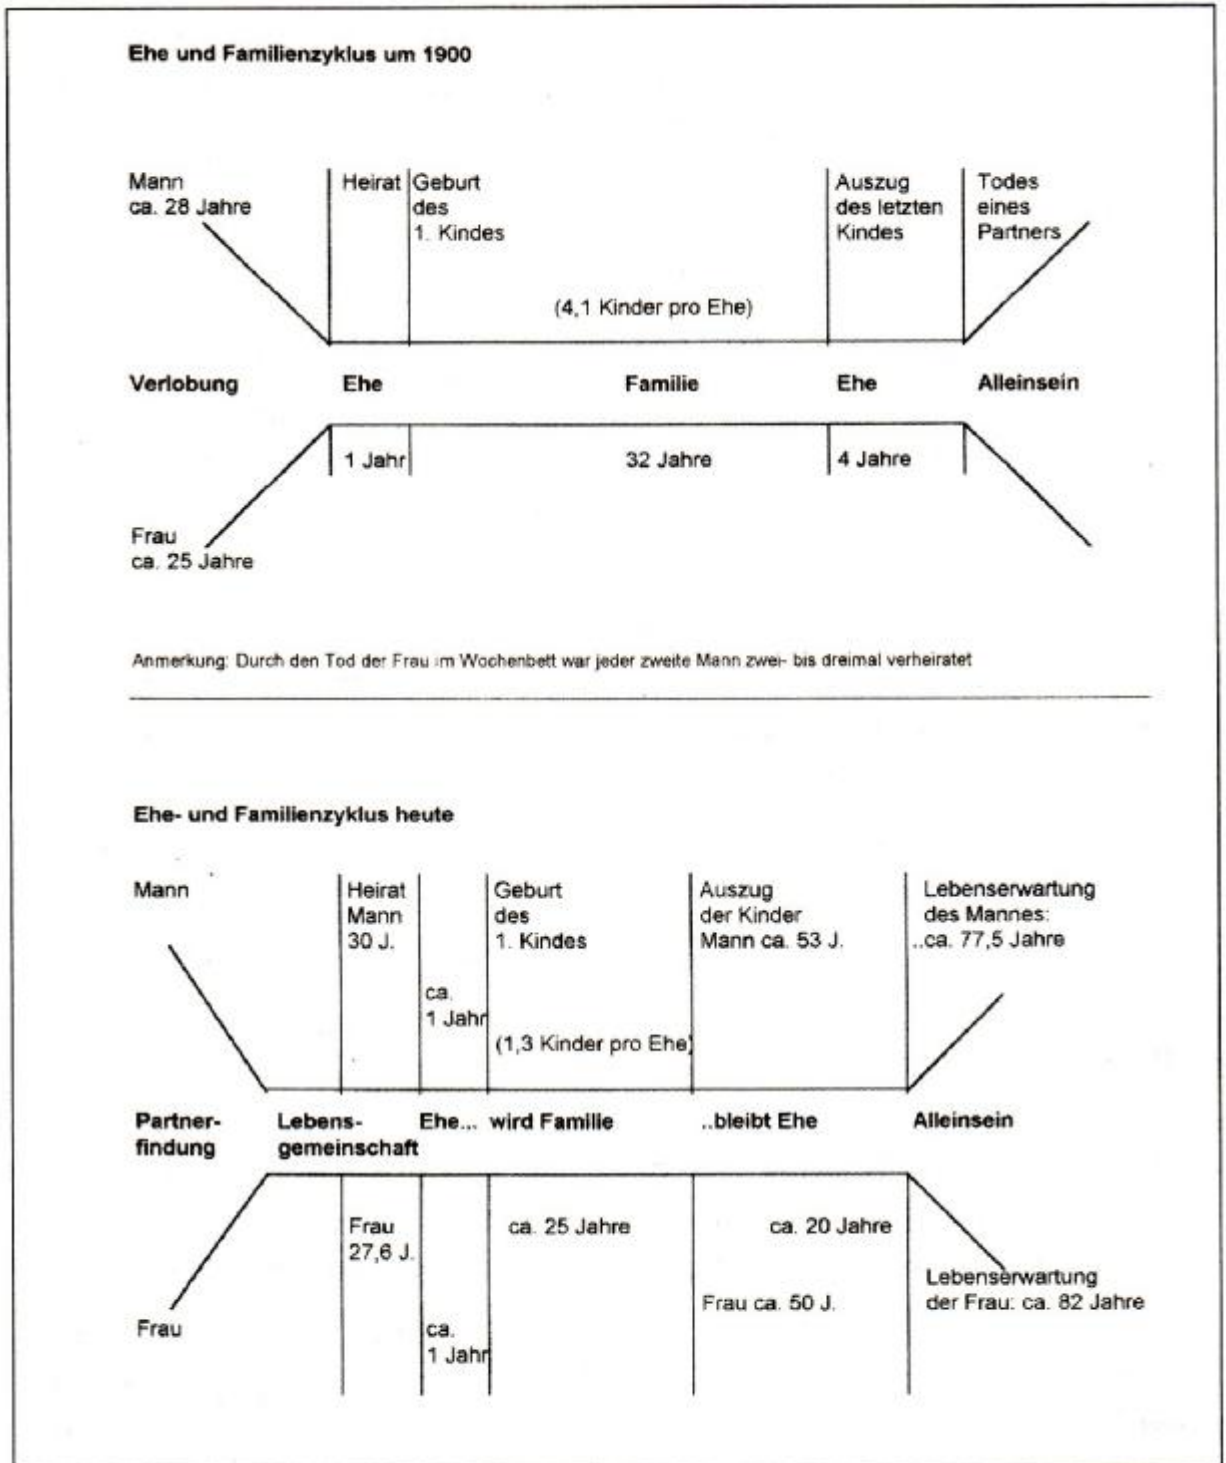 Ehe und Familienzyklus um 1900
Mann
ca. 28 Jahre
Heirat
Geburt
des
1. Kindes
Auszug
des letzten
Kindes
Todes
eines
Partners
(4,1 Kinder pro Ehe)
Verlobung Ehe Familie Ehe Alleinsein
1 Jahr 32 Jahre 4 Jahre
Frau
ca. 25 Jahre
Anmerkung: Durch den Tod der Frau im Wochenbett war jeder zweite Mann zwei- bis dreimal verheiratet
Ehe- und Familienzyklus heute
Mann
Heirat
Mann
30 J.
ca.
1 Jahr
Geburt
des
1. Kindes
(1,3 Kinder pro Ehe)
Auszug
der Kinder
Mann ca. 53 J.
Lebenserwartung
des Mannes:
..ca. 77,5 Jahre
Partner-
findung
Lebens-
gemeinschaft
Ehe... wird Familie ..bleibt Ehe Alleinsein
Frau
Frau
27,6 J.
ca.
1 Jahr
ca. 25 Jahre
ca. 20 Jahre
Frau ca. 50 J.
Lebenserwartung
der Frau: ca. 82 Jahre